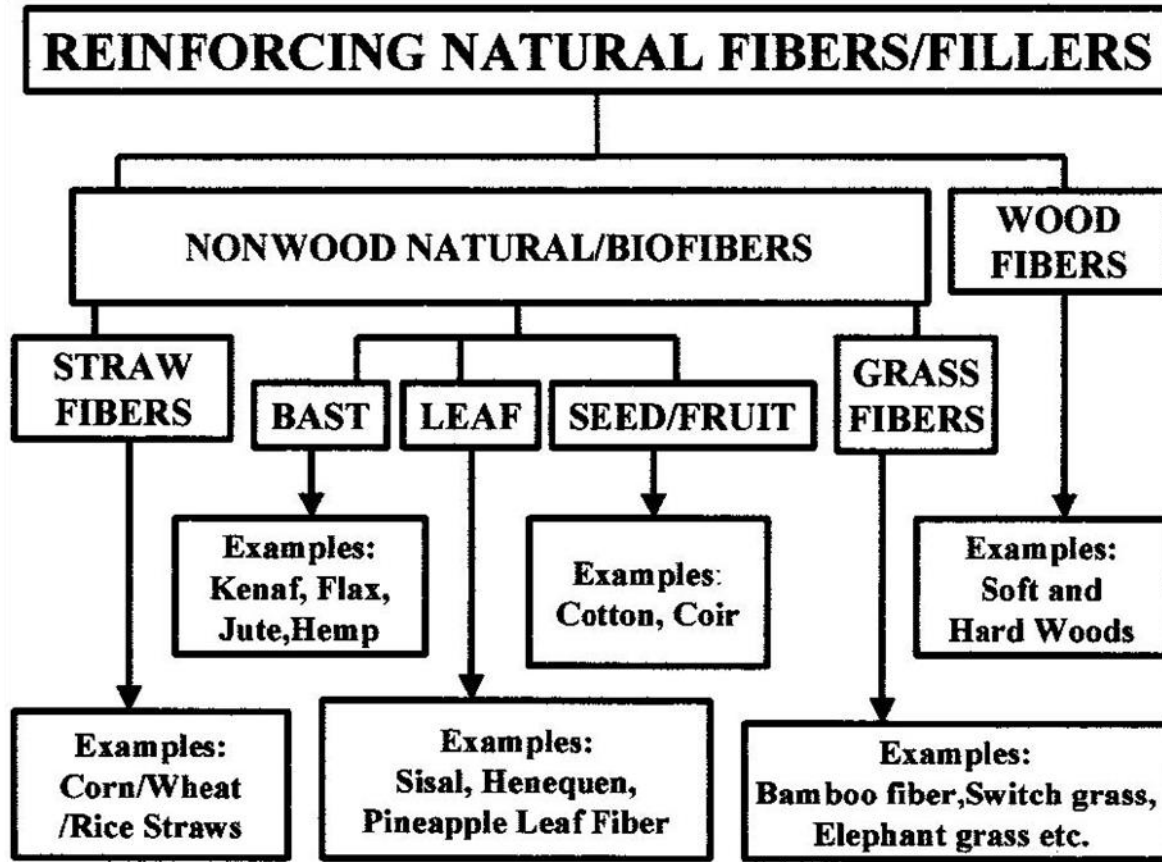 REINFORCING NATURAL FIBERS/FILLERS
NONWOOD NATURAL/BIOFIBERS
WOOD
FIBERS
STRAW
FIBERS
BAST
LEAF
SEED/FRUIT
GRASS
FIBERS
Examples:
Kenaf, Flax,
Jute,Hemp
Examples:
Cotton, Coir
Examples:
Soft and
Hard Woods
Examples:
Corn/Wheat
/Rice Straws
Examples:
Sisal, Henequen,
Pineapple Leaf Fiber
Examples:
Bamboo fiber,Switch grass,
Elephant grass etc.